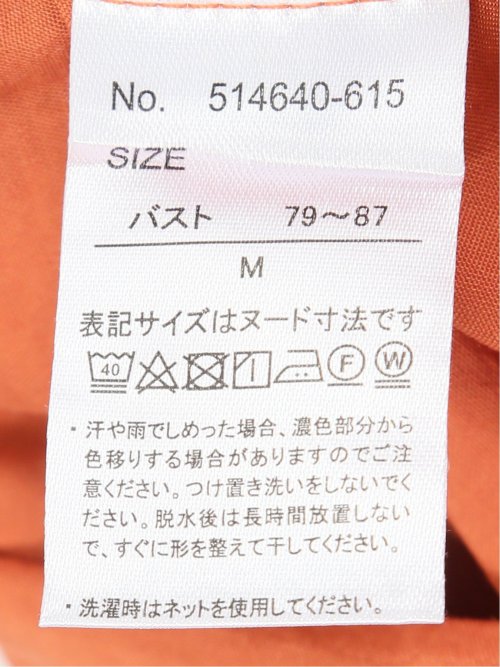 No. 514640-615
SIZE
バスト 79～87
M
表記サイズはヌード寸法です
40 F W
・汗や雨でしめった場合、濃色部分から
色移りする場合がありますのでご注
意ください。つけ置き洗いをしないでく
ださい。脱水後は長時間放置しない
で、すぐに形を整えて干してください。
・洗濯時はネットを使用してください。